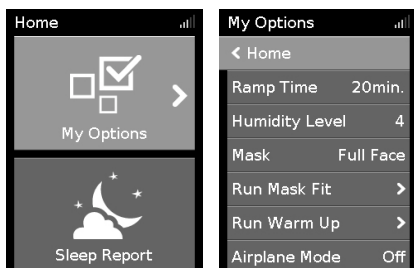 Home
My Options
Sleep Report
My Options
Home
Ramp Time 20min.
Humidity Level 4
Mask Full Face
Run Mask Fit
Run Warm Up
Airplane Mode Off